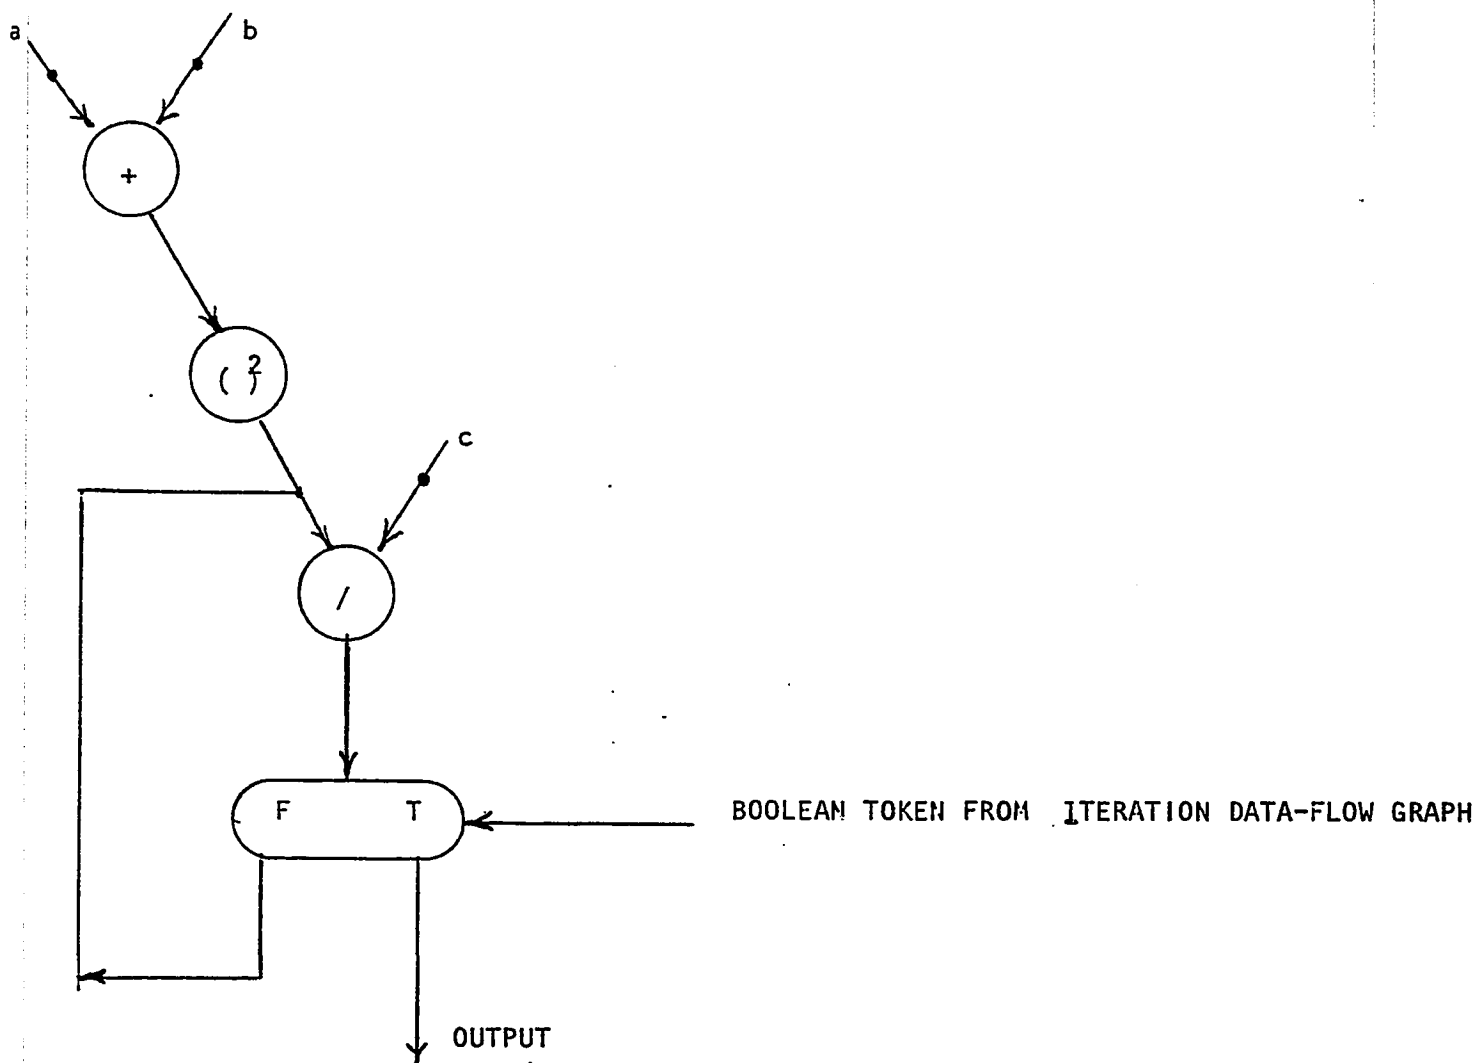 a
b
+
( )²
c
/
F T
BOOLEAN TOKEN FROM ITERATION DATA-FLOW GRAPH
OUTPUT